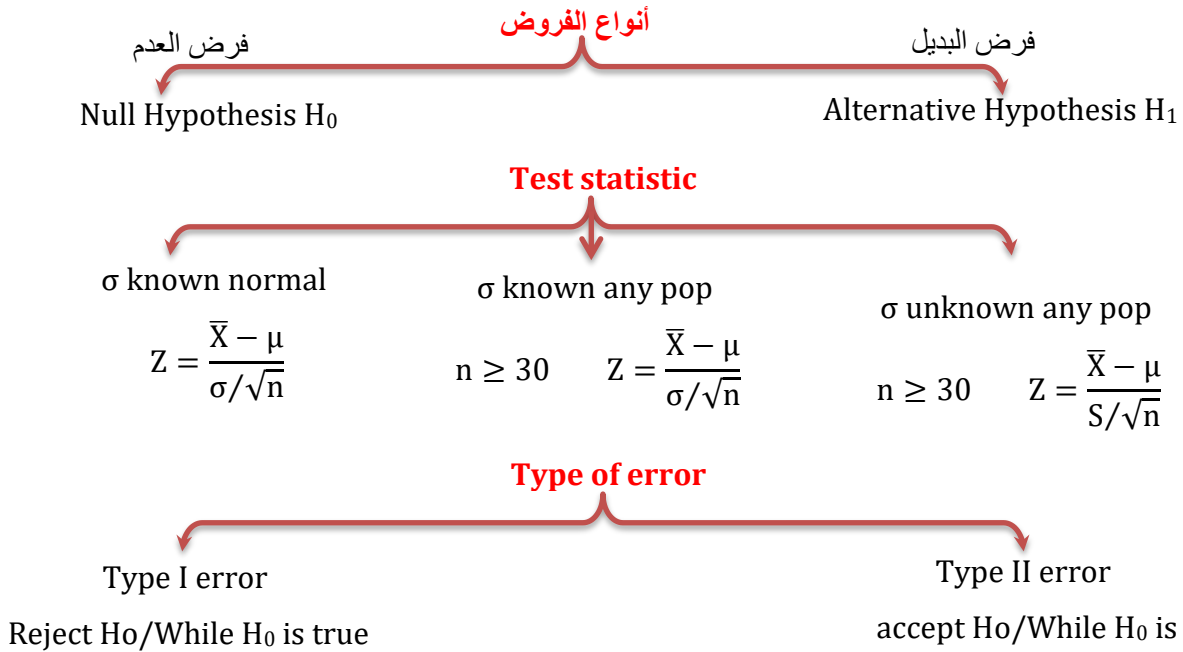 أنواع الفروض
فرض العدم
فرض البديل
Null Hypothesis H₀
Alternative Hypothesis H₁
Test statistic
σ known normal
Z = (X̅ − μ)/(σ/√n)
σ known any pop
n ≥ 30 Z = (X̅ − μ)/(σ/√n)
σ unknown any pop
n ≥ 30 Z = (X̅ − μ)/(S/√n)
Type of error
Type I error
Reject Ho/While H₀ is true
Type II error
accept Ho/While H₀ is